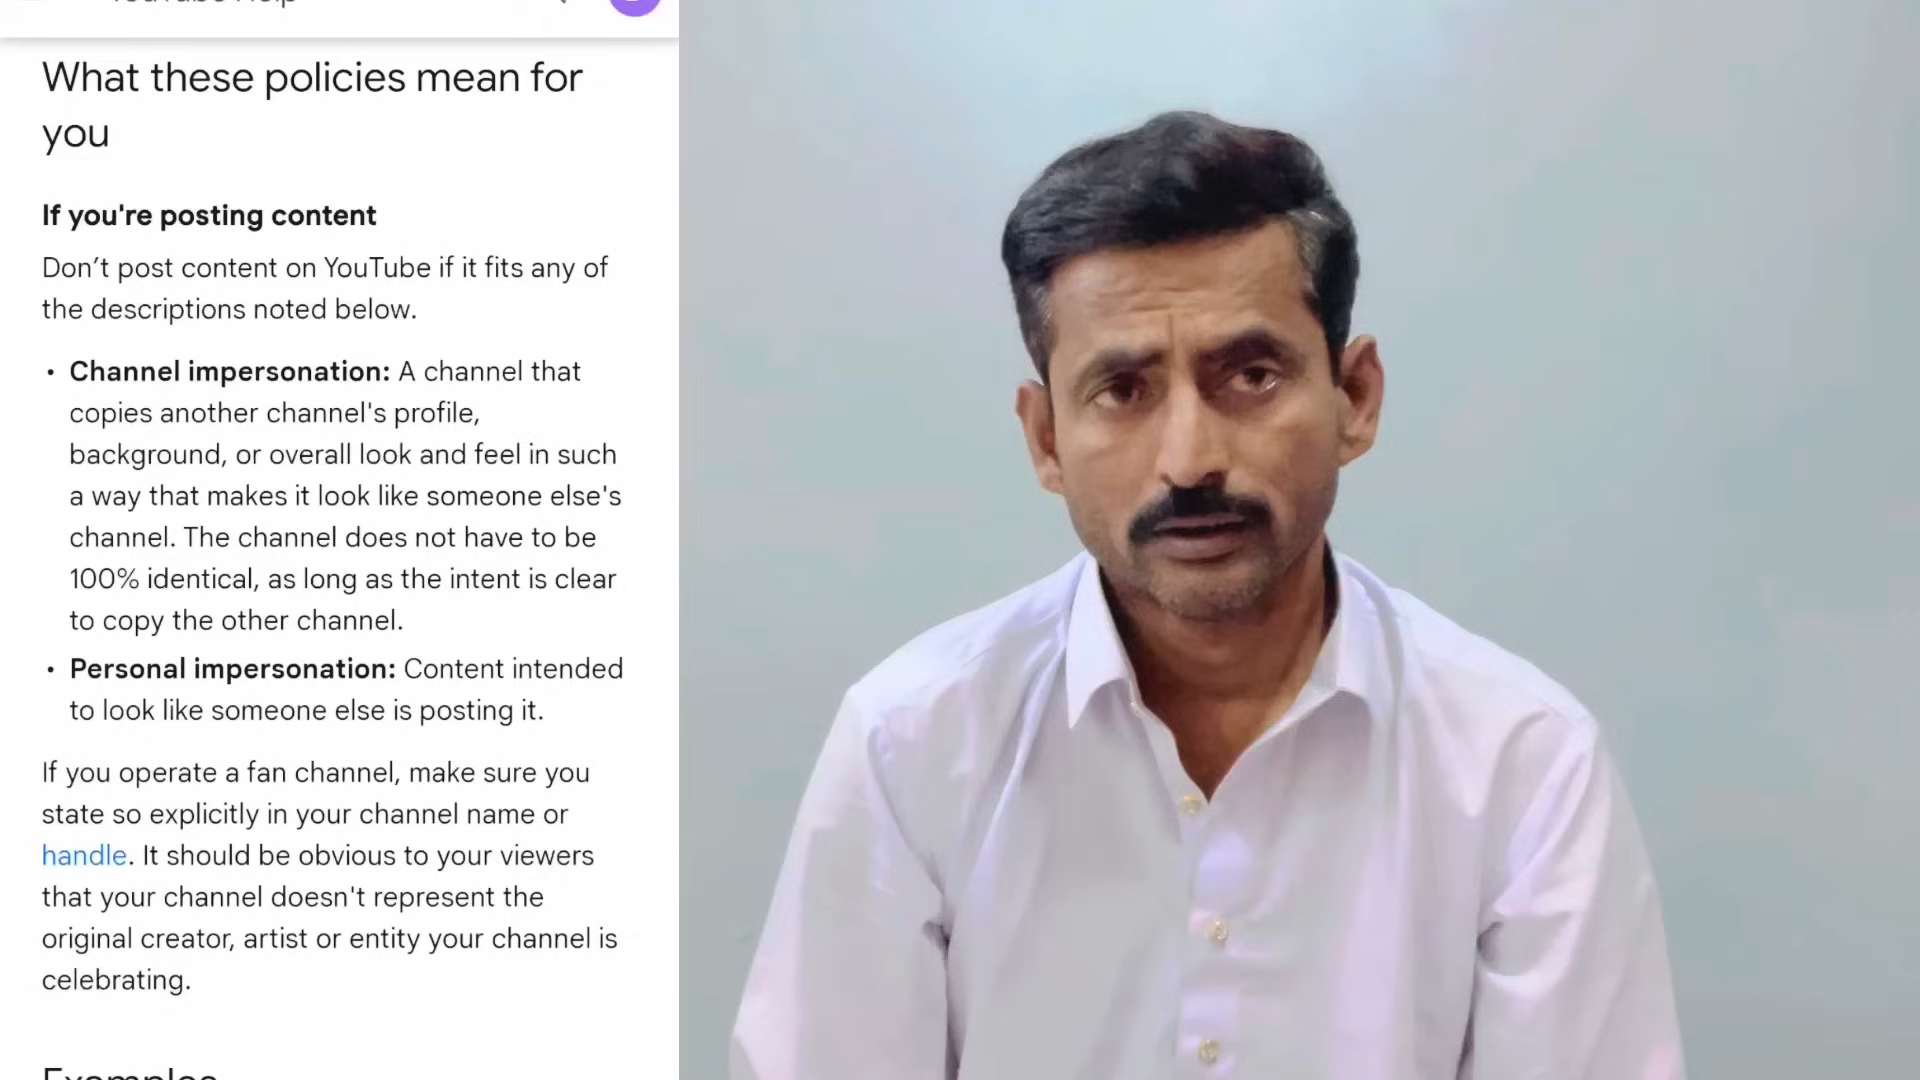 YouTube Help
What these policies mean for
you
If you're posting content
Don’t post content on YouTube if it fits any of
the descriptions noted below.
• Channel impersonation: A channel that
copies another channel's profile,
background, or overall look and feel in such
a way that makes it look like someone else's
channel. The channel does not have to be
100% identical, as long as the intent is clear
to copy the other channel.
• Personal impersonation: Content intended
to look like someone else is posting it.
If you operate a fan channel, make sure you
state so explicitly in your channel name or
handle. It should be obvious to your viewers
that your channel doesn't represent the
original creator, artist or entity your channel is
celebrating.
Examples